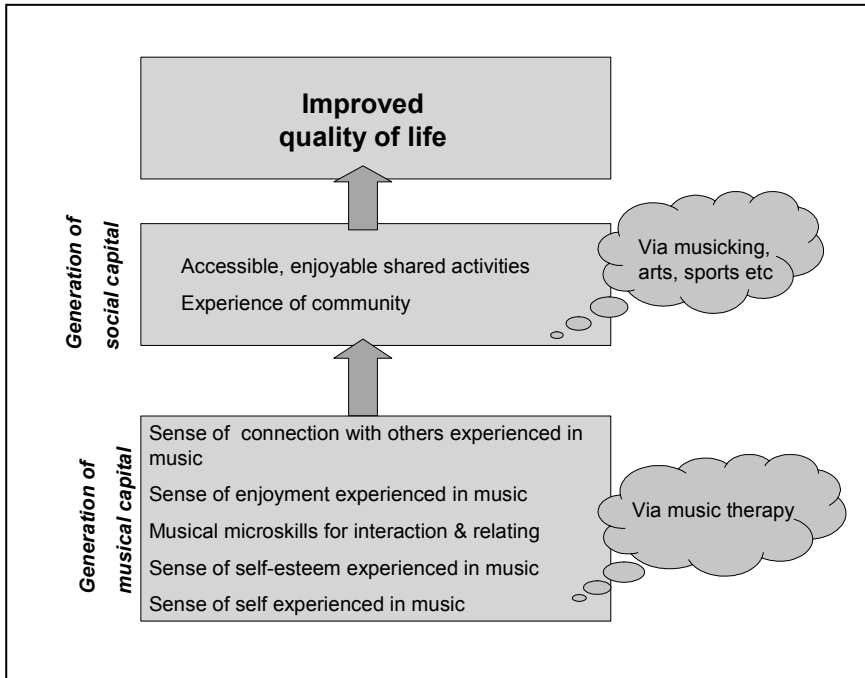 Improved
quality of life
Generation of
social capital
Accessible, enjoyable shared activities
Experience of community
Via musicking,
arts, sports etc
Generation of
musical capital
Sense of connection with others experienced in
music
Sense of enjoyment experienced in music
Musical microskills for interaction & relating
Sense of self-esteem experienced in music
Sense of self experienced in music
Via music therapy